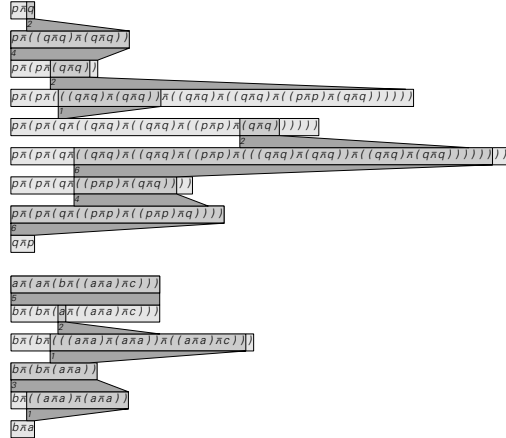 p⊼q
2
p⊼((q⊼q)⊼(q⊼q))
4
p⊼(p⊼(q⊼q))
2
p⊼(p⊼(((q⊼q)⊼(q⊼q))⊼((q⊼q)⊼((q⊼q)⊼((p⊼p)⊼(q⊼q))))))
1
p⊼(p⊼(q⊼((q⊼q)⊼((q⊼q)⊼((p⊼p)⊼(q⊼q))))))
2
p⊼(p⊼(q⊼((q⊼q)⊼((q⊼q)⊼((p⊼p)⊼(((q⊼q)⊼(q⊼q))⊼((q⊼q)⊼(q⊼q))))))))
6
p⊼(p⊼(q⊼((p⊼p)⊼(q⊼q))))
4
p⊼(p⊼(q⊼((p⊼p)⊼((p⊼p)⊼q))))
6
q⊼p
a⊼(a⊼(b⊼((a⊼a)⊼c)))
5
b⊼(b⊼(a⊼((a⊼a)⊼c)))
2
b⊼(b⊼(((a⊼a)⊼(a⊼a))⊼((a⊼a)⊼c)))
1
b⊼(b⊼(a⊼a))
3
b⊼((a⊼a)⊼(a⊼a))
1
b⊼a